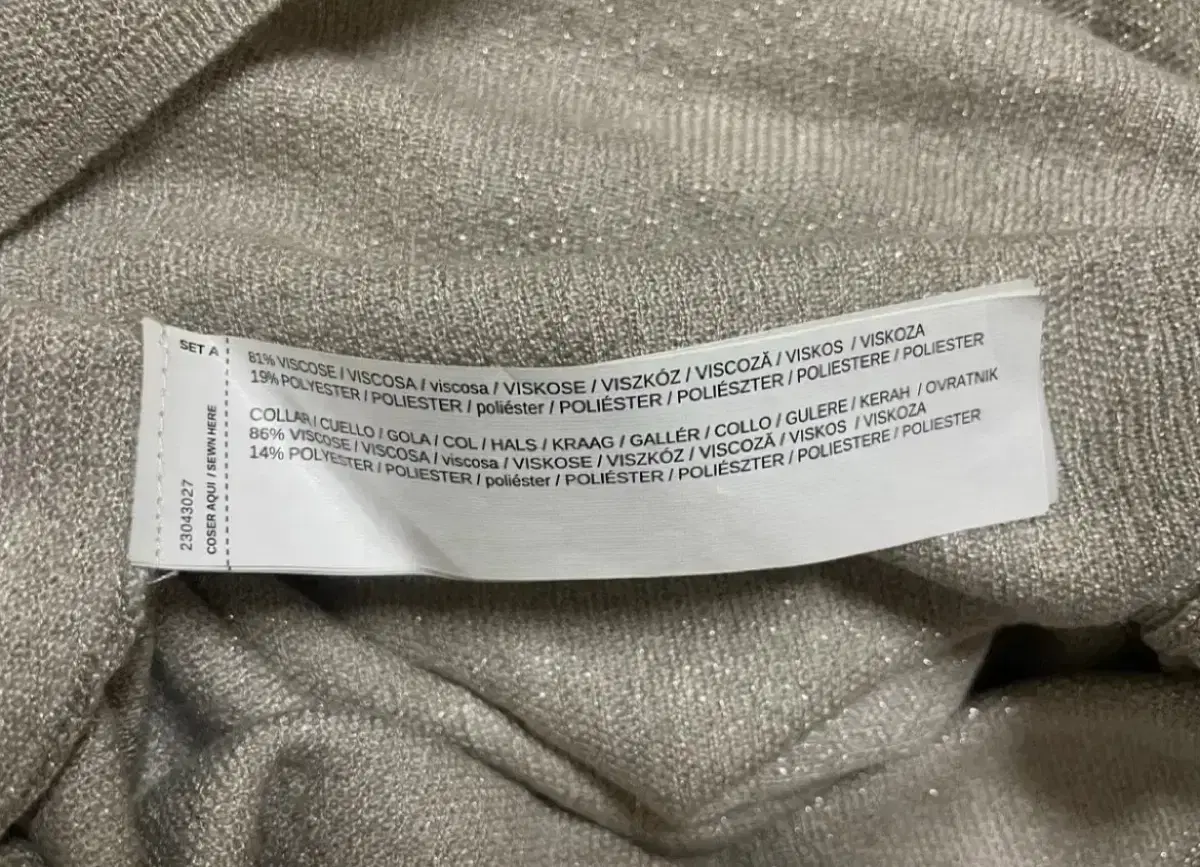 SET A
23043027
COSER AQUI / SEWN HERE
81% VISCOSE / VISCOSA / viscosa / VISKOSE / VISZKÓZ / VISCOZĂ / VISKOS / VISKOZA
19% POLYESTER / POLIESTER / poliéster / POLIÉSTER / POLIÉSZTER / POLIESTERE / POLIESTER
COLLAR / CUELLO / GOLA / COL / HALS / KRAAG / GALLÉR / COLLO / GULERE / KERAH / OVRATNIK
86% VISCOSE / VISCOSA / viscosa / VISKOSE / VISZKÓZ / VISCOZĂ / VISKOS / VISKOZA
14% POLYESTER / POLIESTER / poliéster / POLIÉSTER / POLIÉSZTER / POLIESTERE / POLIESTER